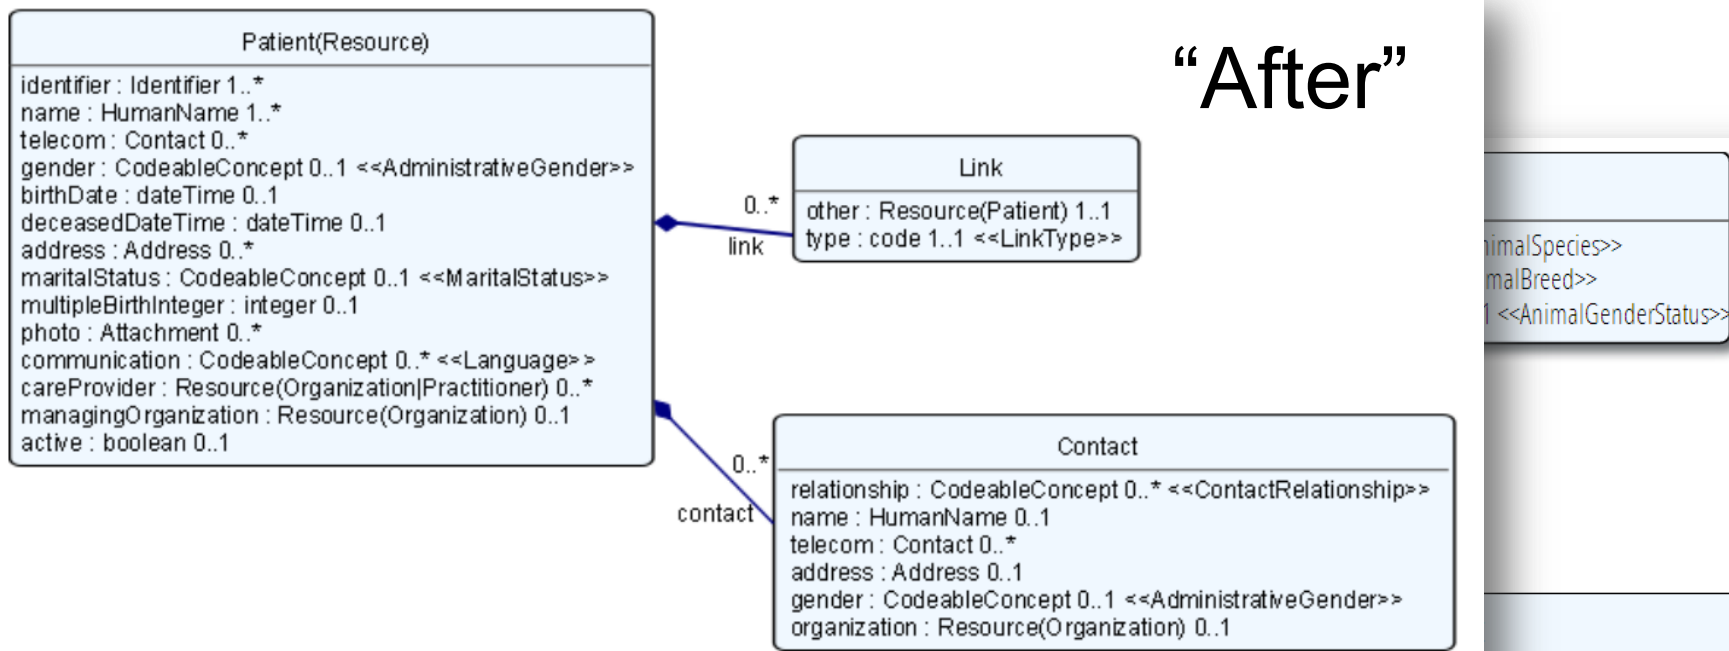 Patient(Resource)
identifier : Identifier 1..*
name : HumanName 1..*
telecom : Contact 0..*
gender : CodeableConcept 0..1 <<AdministrativeGender>>
birthDate : dateTime 0..1
deceasedDateTime : dateTime 0..1
address : Address 0..*
maritalStatus : CodeableConcept 0..1 <<MaritalStatus>>
multipleBirthInteger : integer 0..1
photo : Attachment 0..*
communication : CodeableConcept 0..* <<Language>>
careProvider : Resource(Organization|Practitioner) 0..*
managingOrganization : Resource(Organization) 0..1
active : boolean 0..1
“After”
0..*
link
Link
other : Resource(Patient) 1..1
type : code 1..1 <<LinkType>>
0..*
contact
Contact
relationship : CodeableConcept 0..* <<ContactRelationship>>
name : HumanName 0..1
telecom : Contact 0..*
address : Address 0..1
gender : CodeableConcept 0..1 <<AdministrativeGender>>
organization : Resource(Organization) 0..1
<<AnimalGenderStatus>>